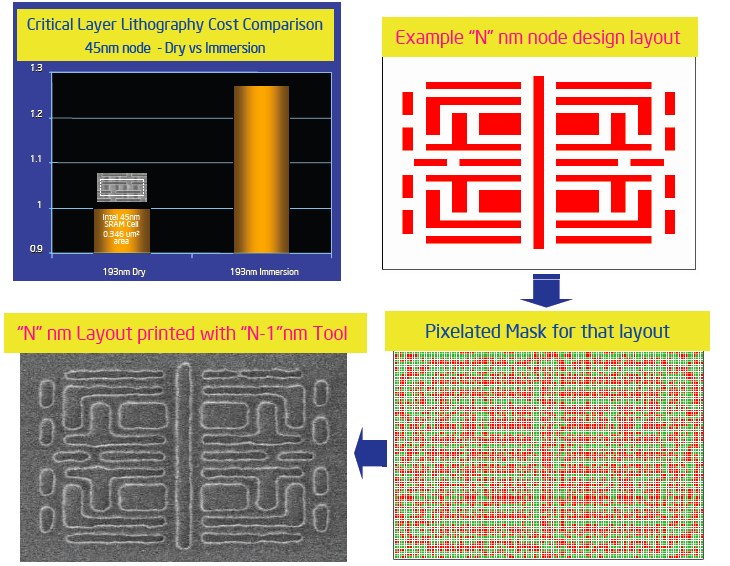 Critical Layer Lithography Cost Comparison
45nm node - Dry vs Immersion
1.3
1.2
1.1
1
0.9
Intel 45nm
SRAM Cell
0.346 um²
area
193nm Dry
193nm Immersion
Example “N” nm node design layout
“N” nm Layout printed with “N-1”nm Tool
Pixelated Mask for that layout